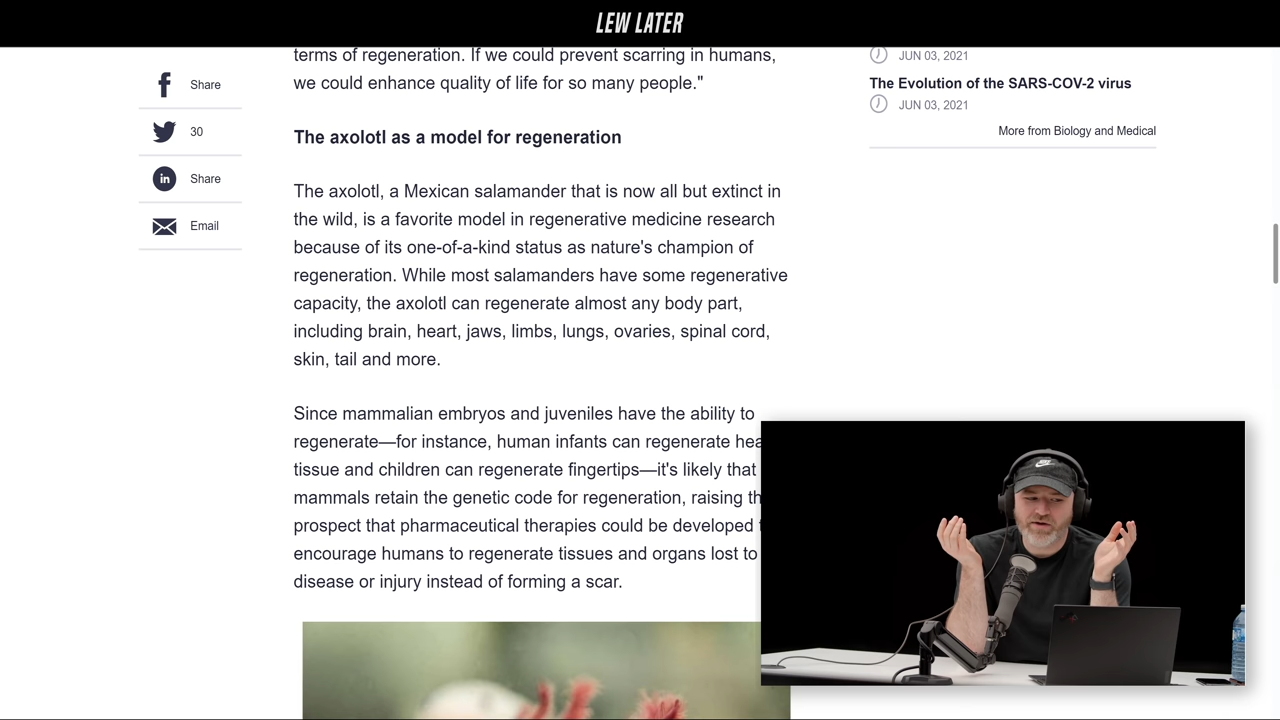 LEW LATER
terms of regeneration. If we could prevent scarring in humans,
we could enhance quality of life for so many people."
The axolotl as a model for regeneration
The axolotl, a Mexican salamander that is now all but extinct in
the wild, is a favorite model in regenerative medicine research
because of its one-of-a-kind status as nature's champion of
regeneration. While most salamanders have some regenerative
capacity, the axolotl can regenerate almost any body part,
including brain, heart, jaws, limbs, lungs, ovaries, spinal cord,
skin, tail and more.
Since mammalian embryos and juveniles have the ability to
regenerate—for instance, human infants can regenerate
tissue and children can regenerate fingertips—it's likely that
mammals retain the genetic code for regeneration, raising
prospect that pharmaceutical therapies could be developed
encourage humans to regenerate tissues and organs lost to
disease or injury instead of forming a scar.
Share
30
in
Share
Email
JUN 03, 2021
The Evolution of the SARS-COV-2 virus
JUN 03, 2021
More from Biology and Medical